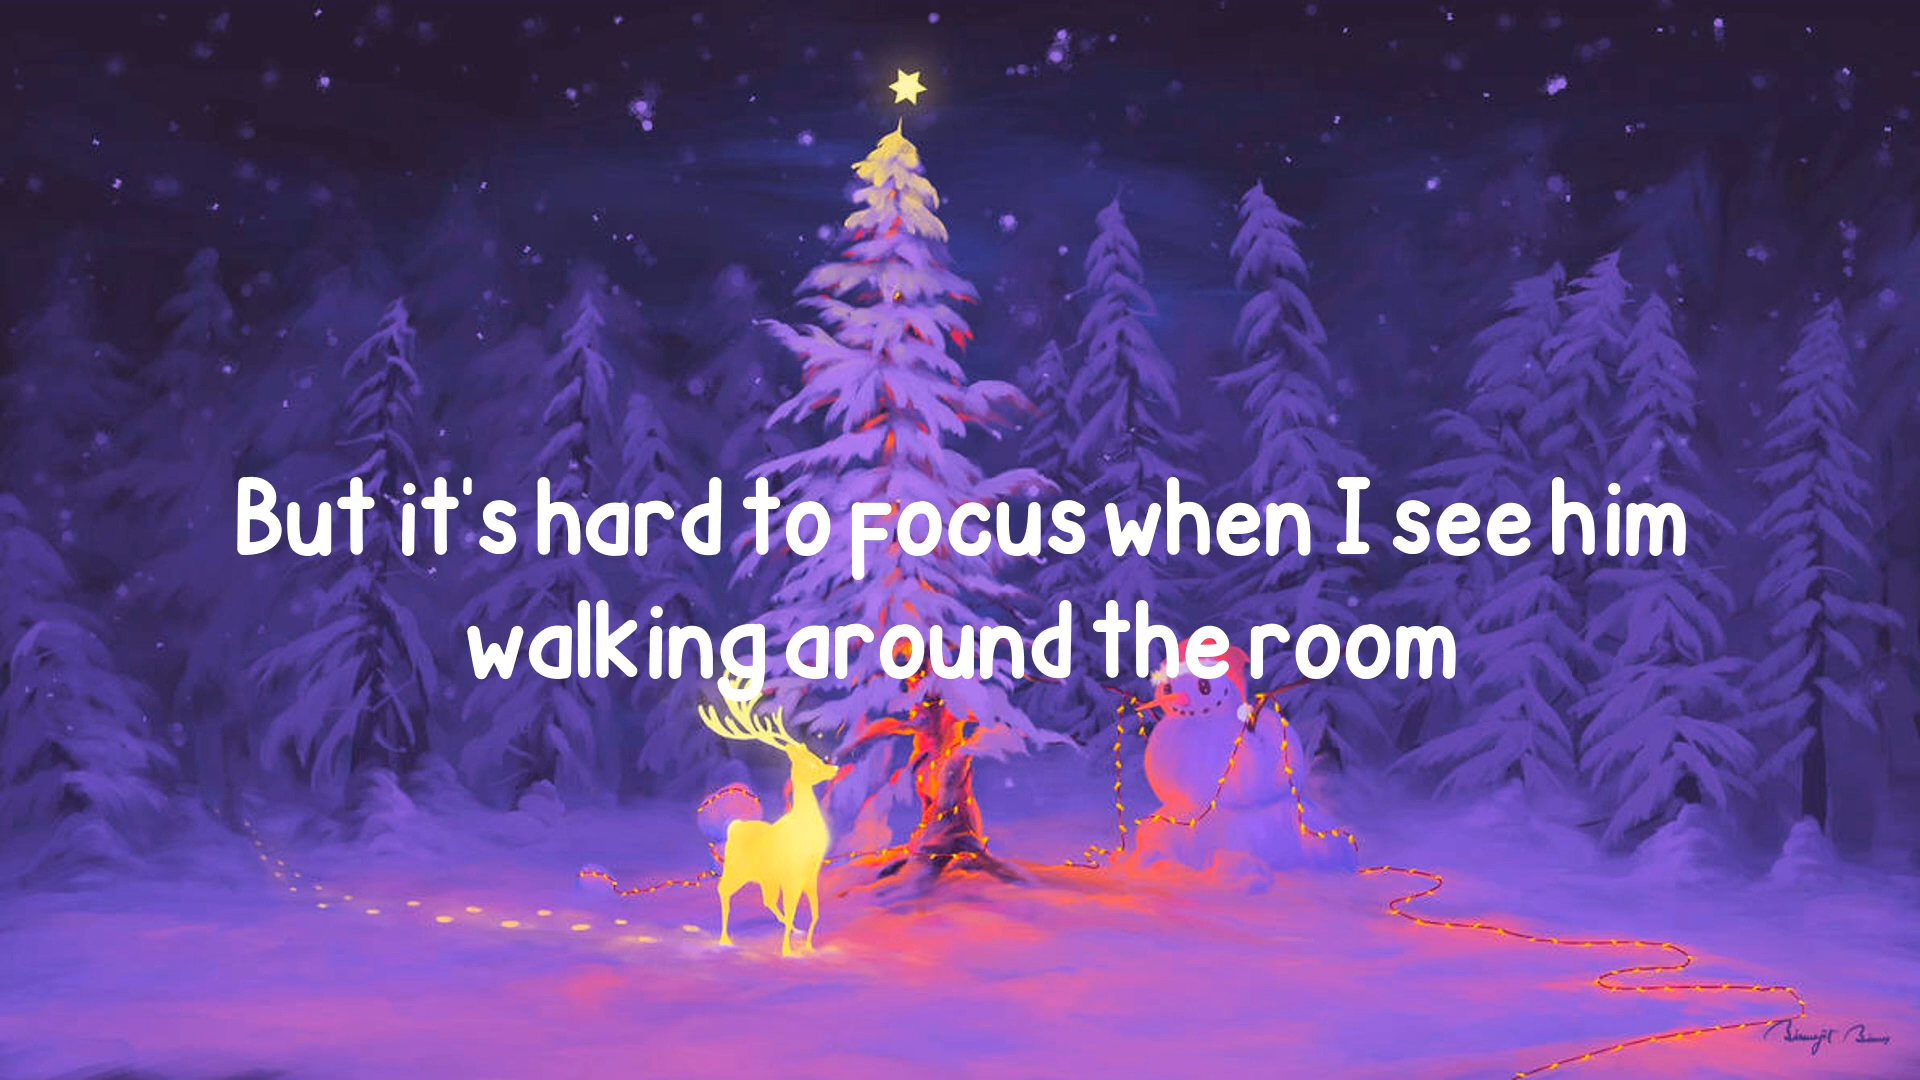 But it's hard to focus when I see him
walking around the room